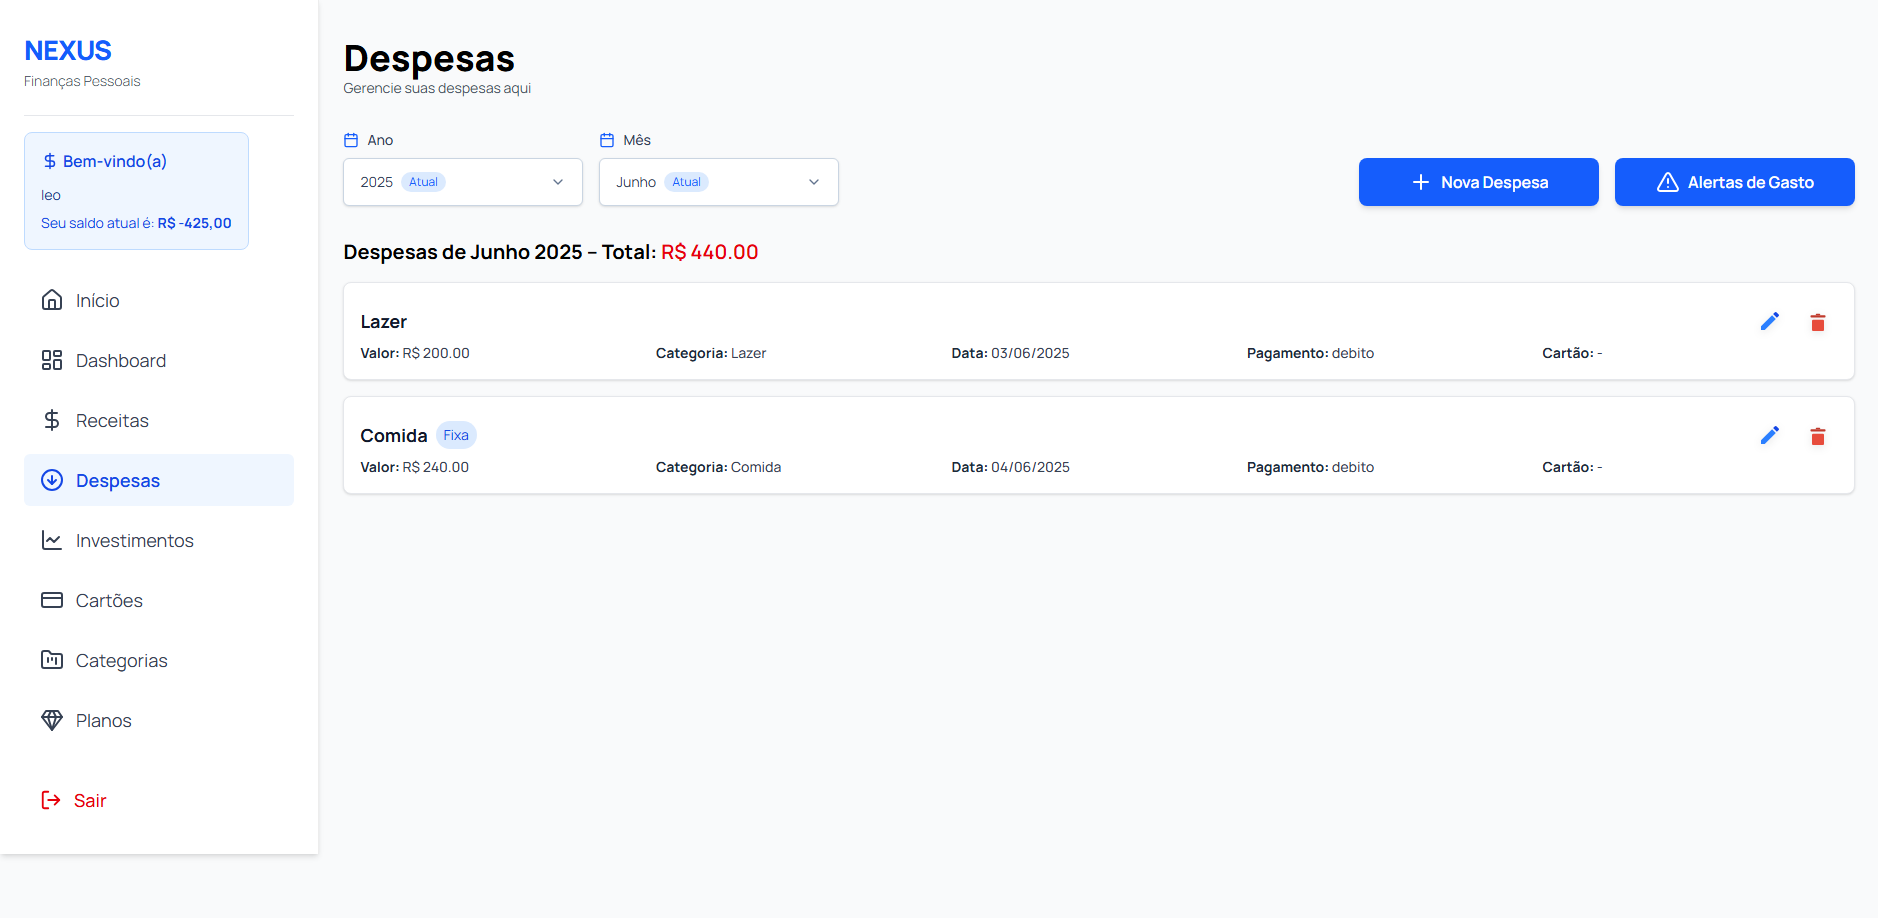 NEXUS
Finanças Pessoais
Bem-vindo(a)
leo
Seu saldo atual é: R$ -425,00
Início
Dashboard
Receitas
Despesas
Investimentos
Cartões
Categorias
Planos
Sair
Despesas
Gerencie suas despesas aqui
Ano
Mês
2025 Atual
Junho Atual
Nova Despesa
Alertas de Gasto
Despesas de Junho 2025 – Total: R$ 440.00
Lazer
Valor: R$ 200.00 Categoria: Lazer Data: 03/06/2025 Pagamento: debito Cartão: -
Comida Fixa
Valor: R$ 240.00 Categoria: Comida Data: 04/06/2025 Pagamento: debito Cartão: -